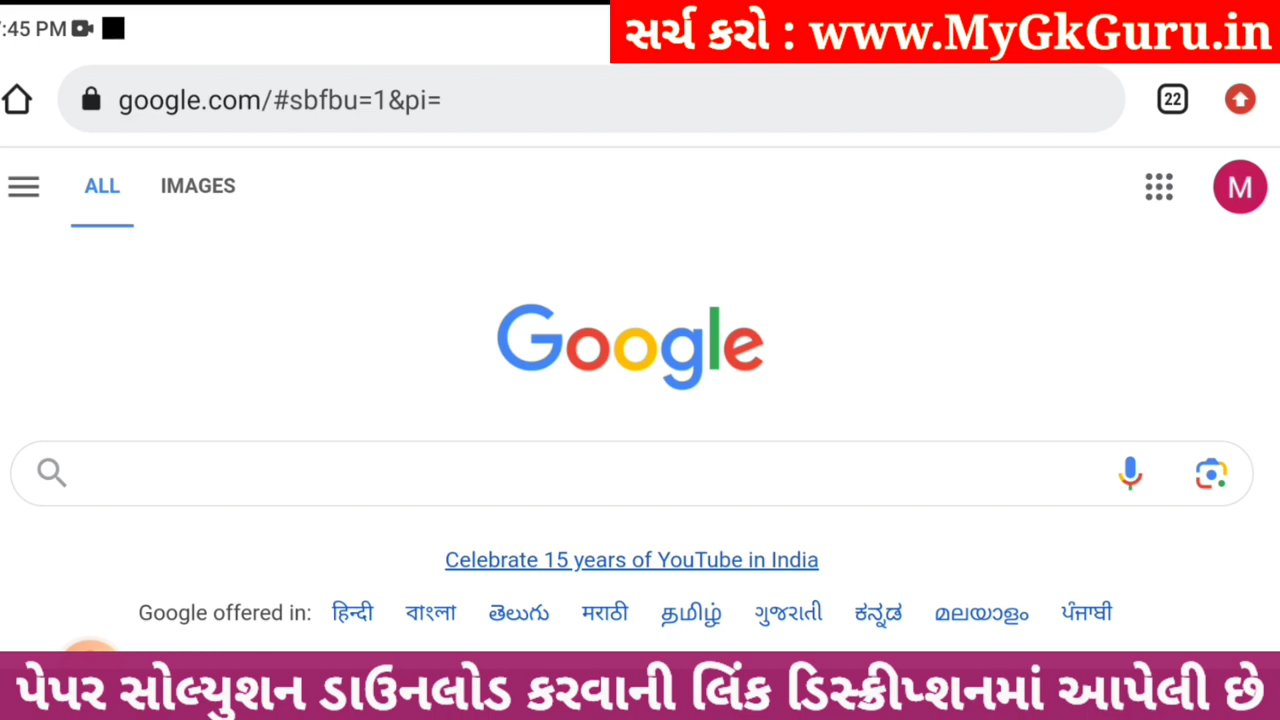 :45 PM
સર્ચ કરો : www.MyGkGuru.in
google.com/#sbfbu=1&pi=
22
ALL IMAGES
M
Google
Celebrate 15 years of YouTube in India
Google offered in: हिन्दी বাংলা తెలుగు मराठी தமிழ் ગુજરાતી ಕನ್ನಡ മലയാളം ਪੰਜਾਬੀ
પેપર સોલ્યુશન ડાઉનલોડ કરવાની લિંક ડિસ્ક્રીપ્શનમાં આપેલી છે